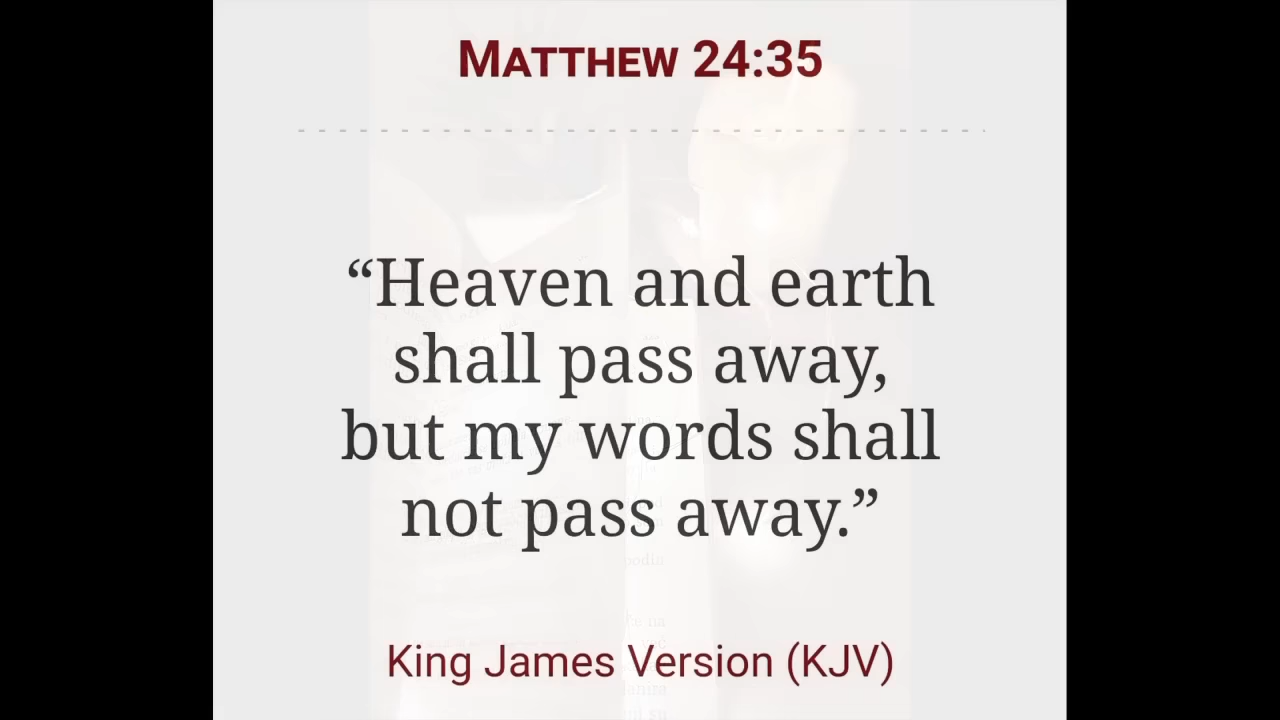 MATTHEW 24:35
“Heaven and earth
shall pass away,
but my words shall
not pass away.”
King James Version (KJV)